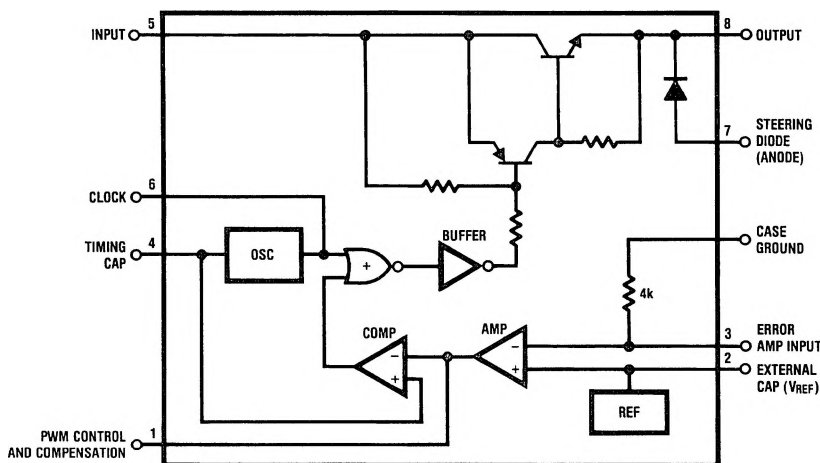 INPUT
5
8
OUTPUT
7
STEERING
DIODE
(ANODE)
6
CLOCK
4
TIMING
CAP
OSC
+
BUFFER
CASE
GROUND
4k
COMP
AMP
3
ERROR
AMP INPUT
2
EXTERNAL
CAP (VREF)
−
+
−
+
REF
1
PWM CONTROL
AND COMPENSATION